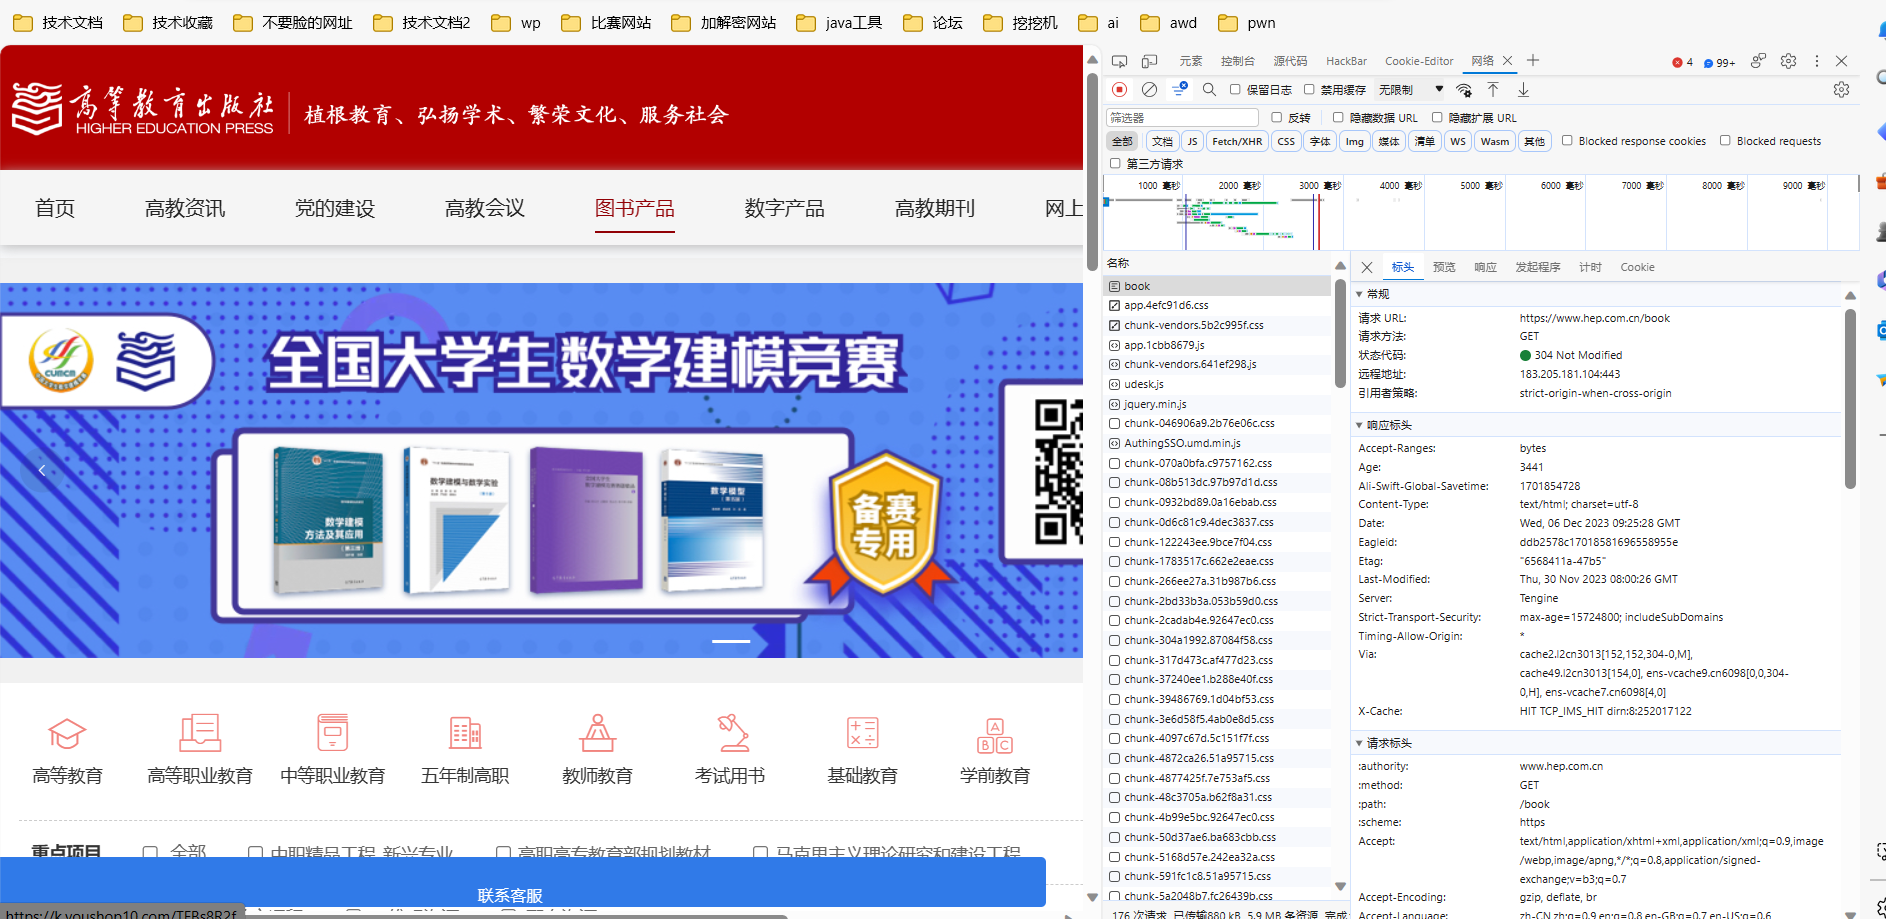 技术文档
技术收藏
不要脸的网址
技术文档2
wp
比赛网站
加解密网站
java工具
论坛
挖挖机
ai
awd
pwn
高等教育出版社
HIGHER EDUCATION PRESS
植根教育、弘扬学术、繁荣文化、服务社会
首页
高教资讯
党的建设
高教会议
图书产品
数字产品
高教期刊
网上
CUMCM
全国大学生数学建模竞赛
数学建模
方法及其应用
数学建模与数学实验
数学模型
备赛
专用
高等教育
高等职业教育
中等职业教育
五年制高职
教师教育
考试用书
基础教育
学前教育
重点项目
全部
中职精品工程-新兴专业
高职高专教育部规划教材
马克思主义理论研究和建设工程
联系客服
https://k.youshop10.com/TFBs8R2f
元素
控制台
源代码
HackBar
Cookie-Editor
网络
4
99+
保留日志
禁用缓存
无限制
筛选器
反转
隐藏数据 URL
隐藏扩展 URL
全部
文档
JS
Fetch/XHR
CSS
字体
Img
媒体
清单
WS
Wasm
其他
Blocked response cookies
Blocked requests
第三方请求
1000 毫秒
2000 毫秒
3000 毫秒
4000 毫秒
5000 毫秒
6000 毫秒
7000 毫秒
8000 毫秒
9000 毫秒
名称
book
app.4efc91d6.css
chunk-vendors.5b2c995f.css
app.1cbb8679.js
chunk-vendors.641ef298.js
udesk.js
jquery.min.js
chunk-046906a9.2b76e06c.css
AuthingSSO.umd.min.js
chunk-070a0bfa.c9757162.css
chunk-08b513dc.97b97d1d.css
chunk-0932bd89.0a16ebab.css
chunk-0d6c81c9.4dec3837.css
chunk-122243ee.9bce7f04.css
chunk-1783517c.662e2eae.css
chunk-266ee27a.31b987b6.css
chunk-2bd33b3a.053b59d0.css
chunk-2cadab4e.92647ec0.css
chunk-304a1992.87084f58.css
chunk-317d473c.af477d23.css
chunk-37240ee1.b288e40f.css
chunk-39486769.1d04bf53.css
chunk-3e6d58f5.4ab0e8d5.css
chunk-4097c67d.5c151f7f.css
chunk-4872ca26.51a95715.css
chunk-4877425f.7e753af5.css
chunk-48c3705a.b62f8a31.css
chunk-4b99e5bc.92647ec0.css
chunk-50d37ae6.ba683cbb.css
chunk-5168d57e.242ea32a.css
chunk-591fc1c8.51a95715.css
chunk-5a2048b7.fc26439b.css
176 次请求 已传输880 kB 5.9 MB 条资源 完成:
标头
预览
响应
发起程序
计时
Cookie
常规
请求 URL: https://www.hep.com.cn/book
请求方法: GET
状态代码: 304 Not Modified
远程地址: 183.205.181.104:443
引用者策略: strict-origin-when-cross-origin
响应标头
Accept-Ranges: bytes
Age: 3441
Ali-Swift-Global-Savetime: 1701854728
Content-Type: text/html; charset=utf-8
Date: Wed, 06 Dec 2023 09:25:28 GMT
Eagleid: ddb2578c17018581696558955e
Etag: "6568411a-47b5"
Last-Modified: Thu, 30 Nov 2023 08:00:26 GMT
Server: Tengine
Strict-Transport-Security: max-age=15724800; includeSubDomains
Timing-Allow-Origin: *
Via: cache2.l2cn3013[152,152,304-0,M],
cache49.l2cn3013[154,0], ens-vcache9.cn6098[0,0,304-
0,H], ens-vcache7.cn6098[4,0]
X-Cache: HIT TCP_IMS_HIT dirn:8:252017122
请求标头
:authority: www.hep.com.cn
:method: GET
:path: /book
:scheme: https
Accept: text/html,application/xhtml+xml,application/xml;q=0.9,image
/webp,image/apng,*/*;q=0.8,application/signed-
exchange;v=b3;q=0.7
Accept-Encoding: gzip, deflate, br
Accept-Language: zh-CN,zh;q=0.9,en;q=0.8,en-GB;q=0.7,en-US;q=0.6